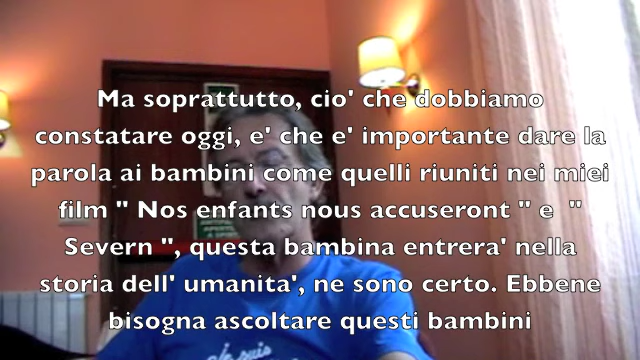 Ma soprattutto, cio' che dobbiamo
constatare oggi, e' che e' importante dare la
parola ai bambini come quelli riuniti nei miei
film " Nos enfants nous accuseront " e "
Severn ", questa bambina entrera' nella
storia dell' umanita', ne sono certo. Ebbene
bisogna ascoltare questi bambini
je suis